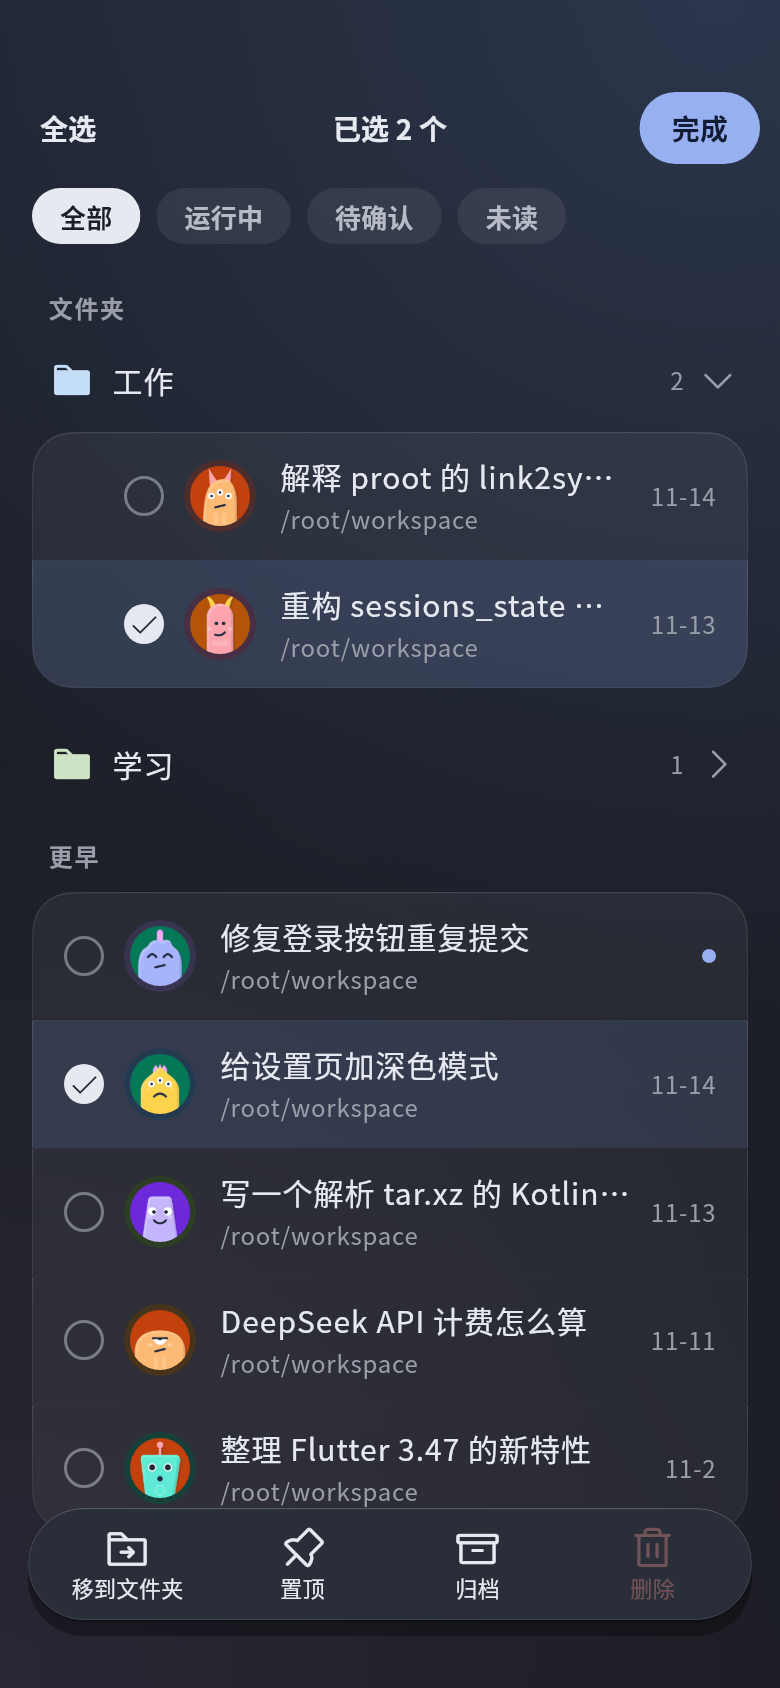 全选
已选 2 个
完成
全部
运行中
待确认
未读
文件夹
工作
2
解释 proot 的 link2sy···
/root/workspace
11-14
重构 sessions_state ···
/root/workspace
11-13
学习
1
更早
修复登录按钮重复提交
/root/workspace
给设置页加深色模式
/root/workspace
11-14
写一个解析 tar.xz 的 Kotlin···
/root/workspace
11-13
DeepSeek API 计费怎么算
/root/workspace
11-11
整理 Flutter 3.47 的新特性
/root/workspace
11-2
移到文件夹
置顶
归档
删除